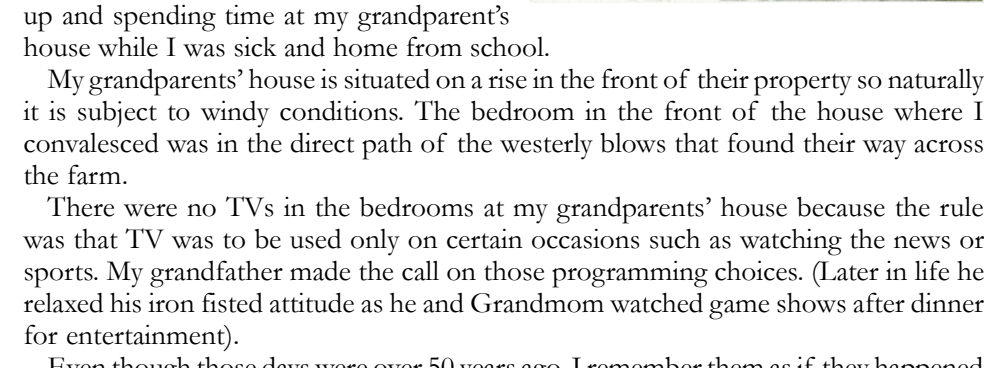 up and spending time at my grandparent's
house while I was sick and home from school.
My grandparents' house is situated on a rise in the front of their property so naturally
it is subject to windy conditions. The bedroom in the front of the house where I
convalesced was in the direct path of the westerly blows that found their way across
the farm.
There were no TVs in the bedrooms at my grandparents' house because the rule
was that TV was to be used only on certain occasions such as watching the news or
sports. My grandfather made the call on those programming choices. (Later in life he
relaxed his iron fisted attitude as he and Grandmom watched game shows after dinner
for entertainment).
Even though those days were over 50 years ago, I remember them as if they happened